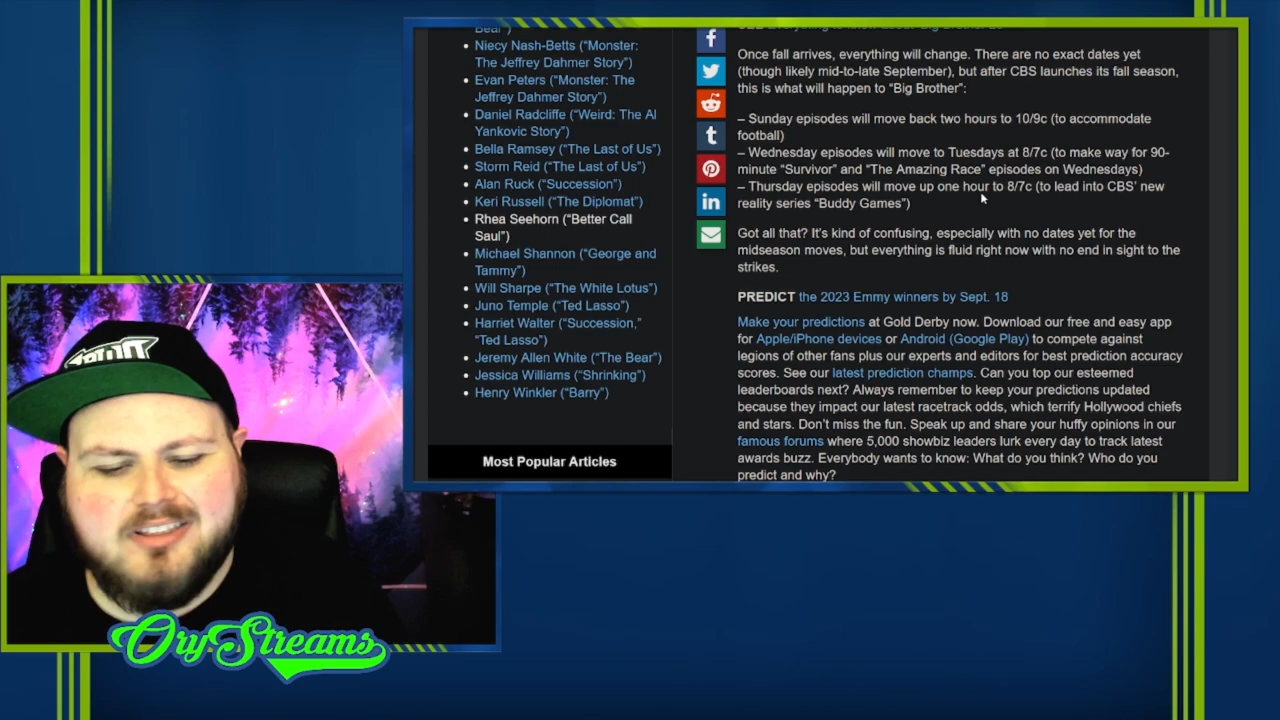 Bear")
Niecy Nash-Betts ("Monster:
The Jeffrey Dahmer Story")
Evan Peters ("Monster: The
Jeffrey Dahmer Story")
Daniel Radcliffe ("Weird: The Al
Yankovic Story")
Bella Ramsey ("The Last of Us")
Storm Reid ("The Last of Us")
Alan Ruck ("Succession")
Keri Russell ("The Diplomat")
Rhea Seehorn ("Better Call
Saul")
Michael Shannon ("George and
Tammy")
Will Sharpe ("The White Lotus")
Juno Temple ("Ted Lasso")
Harriet Walter ("Succession,"
"Ted Lasso")
Jeremy Allen White ("The Bear")
Jessica Williams ("Shrinking")
Henry Winkler ("Barry")
Most Popular Articles
Once fall arrives, everything will change. There are no exact dates yet
(though likely mid-to-late September), but after CBS launches its fall season,
this is what will happen to "Big Brother":
– Sunday episodes will move back two hours to 10/9c (to accommodate
football)
– Wednesday episodes will move to Tuesdays at 8/7c (to make way for 90-
minute "Survivor" and "The Amazing Race" episodes on Wednesdays)
– Thursday episodes will move up one hour to 8/7c (to lead into CBS' new
reality series "Buddy Games")
Got all that? It's kind of confusing, especially with no dates yet for the
midseason moves, but everything is fluid right now with no end in sight to the
strikes.
PREDICT the 2023 Emmy winners by Sept. 18
Make your predictions at Gold Derby now. Download our free and easy app
for Apple/iPhone devices or Android (Google Play) to compete against
legions of other fans plus our experts and editors for best prediction accuracy
scores. See our latest prediction champs. Can you top our esteemed
leaderboards next? Always remember to keep your predictions updated
because they impact our latest racetrack odds, which terrify Hollywood chiefs
and stars. Don't miss the fun. Speak up and share your huffy opinions in our
famous forums where 5,000 showbiz leaders lurk every day to track latest
awards buzz. Everybody wants to know: What do you think? Who do you
predict and why?
OryStreams